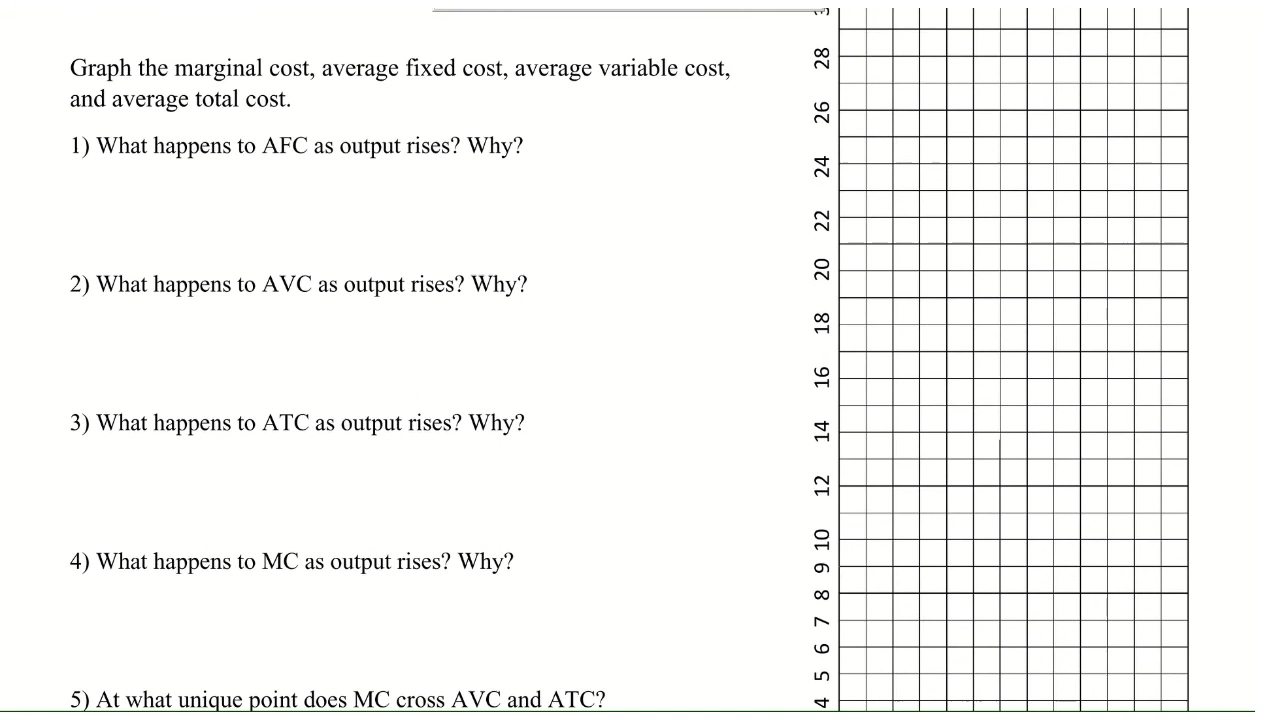 Graph the marginal cost, average fixed cost, average variable cost,
and average total cost.
1) What happens to AFC as output rises? Why?
2) What happens to AVC as output rises? Why?
3) What happens to ATC as output rises? Why?
4) What happens to MC as output rises? Why?
5) At what unique point does MC cross AVC and ATC?
28
26
24
22
20
18
16
14
12
10
9
8
7
6
5
4